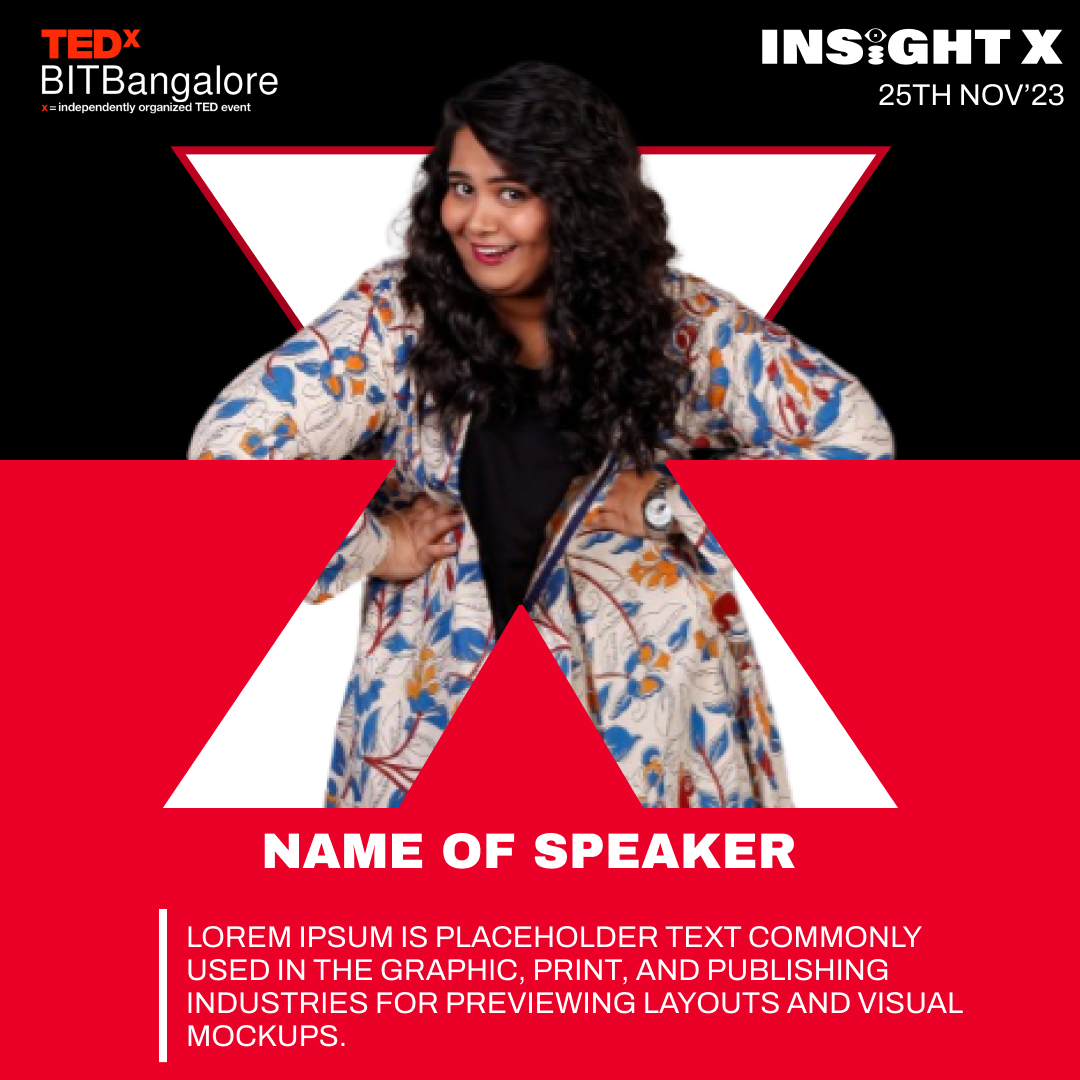 TEDx
BITBangalore
x = independently organized TED event
INSIGHT X
25TH NOV’23
NAME OF SPEAKER
LOREM IPSUM IS PLACEHOLDER TEXT COMMONLY
USED IN THE GRAPHIC, PRINT, AND PUBLISHING
INDUSTRIES FOR PREVIEWING LAYOUTS AND VISUAL
MOCKUPS.